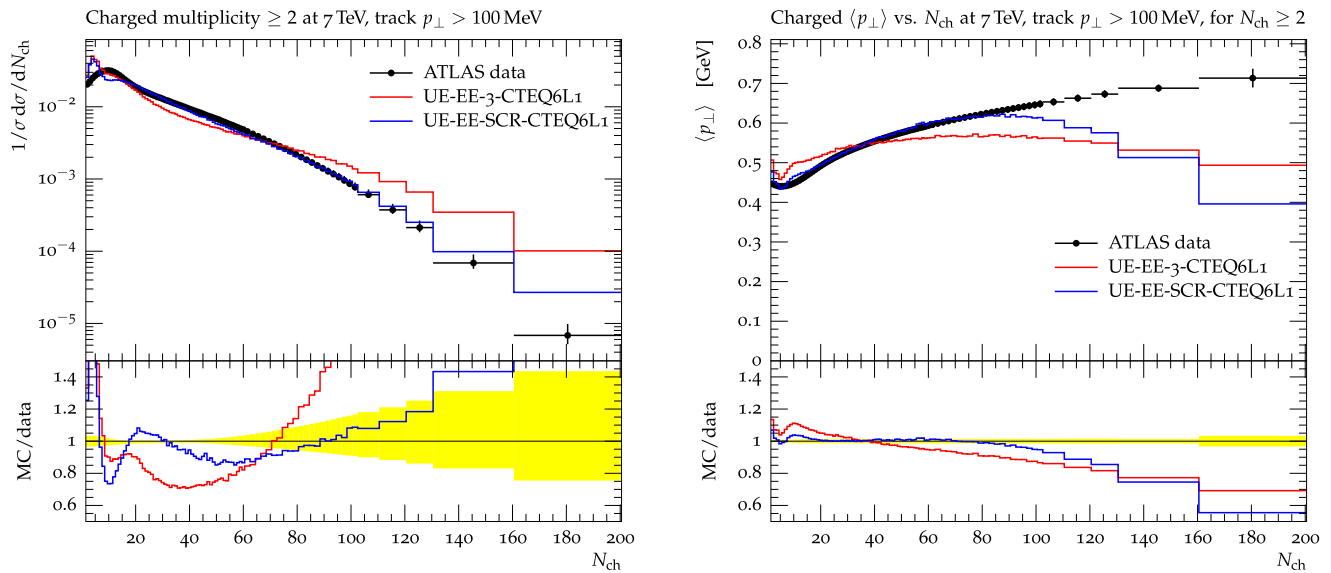 Charged multiplicity ≥ 2 at 7 TeV, track p⊥ > 100 MeV
1/σ dσ/dNch
10−2
10−3
10−4
10−5
ATLAS data
UE-EE-3-CTEQ6L1
UE-EE-SCR-CTEQ6L1
MC/data
1.4
1.2
1
0.8
0.6
20 40 60 80 100 120 140 160 180 200
Nch
Charged ⟨p⊥⟩ vs. Nch at 7 TeV, track p⊥ > 100 MeV, for Nch ≥ 2
⟨p⊥⟩ [GeV]
0.8
0.7
0.6
0.5
0.4
0.3
0.2
0.1
0
ATLAS data
UE-EE-3-CTEQ6L1
UE-EE-SCR-CTEQ6L1
MC/data
1.4
1.2
1
0.8
0.6
20 40 60 80 100 120 140 160 180 200
Nch